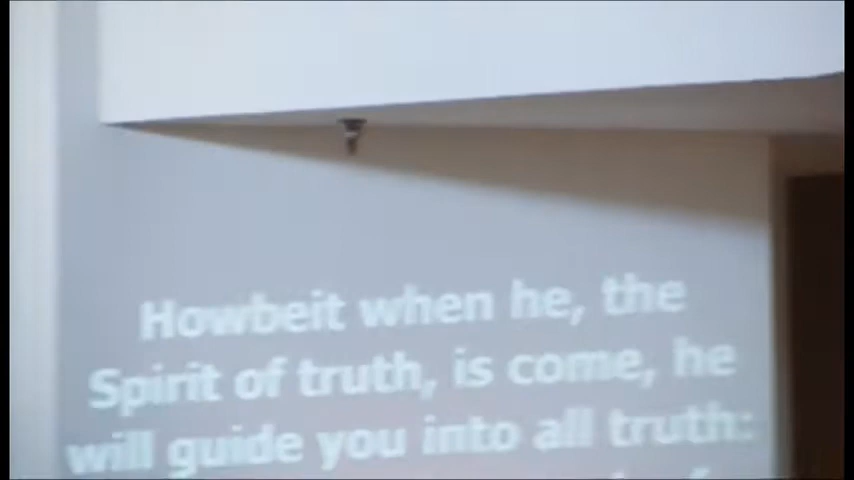 Howbeit when he, the
Spirit of truth, is come, he
will guide you into all truth: